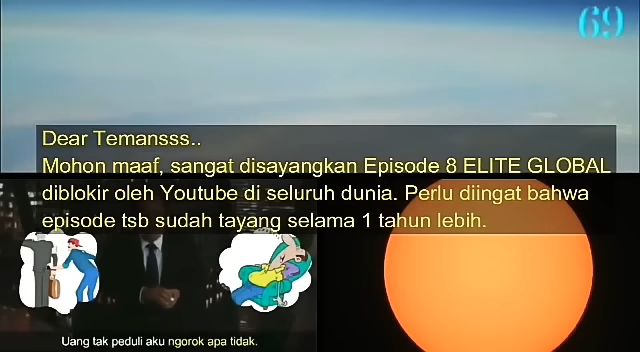 69
Dear Temansss..
Mohon maaf, sangat disayangkan Episode 8 ELITE GLOBAL
diblokir oleh Youtube di seluruh dunia. Perlu diingat bahwa
episode tsb sudah tayang selama 1 tahun lebih.
Uang tak peduli aku ngorok apa tidak.